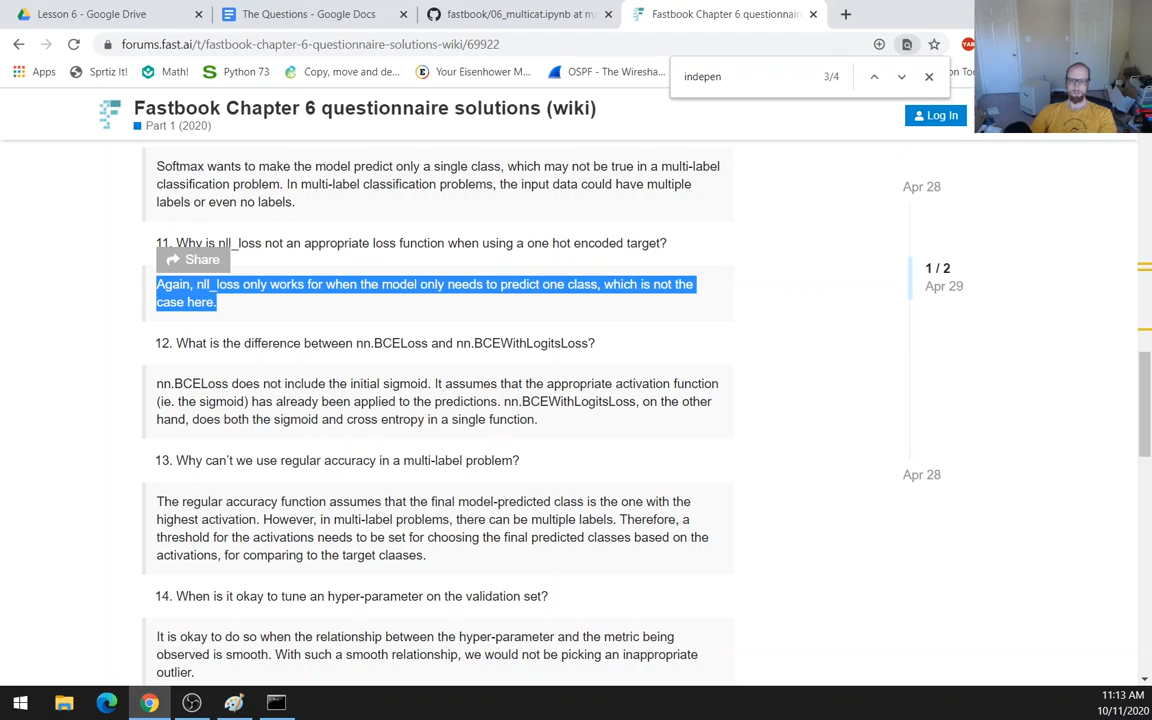 Lesson 6 - Google Drive
The Questions - Google Docs
fastbook/06_multicat.ipynb at ma
Fastbook Chapter 6 questionnair
forums.fast.ai/t/fastbook-chapter-6-questionnaire-solutions-wiki/69922
Apps
Sprtiz It!
Math!
Python 73
Copy, move and de...
Your Eisenhower M...
OSPF - The Wiresha...
indepen
3/4
Fastbook Chapter 6 questionnaire solutions (wiki)
Part 1 (2020)
Log In
Softmax wants to make the model predict only a single class, which may not be true in a multi-label
classification problem. In multi-label classification problems, the input data could have multiple
labels or even no labels.
11. Why is nll_loss not an appropriate loss function when using a one hot encoded target?
Share
Again, nll_loss only works for when the model only needs to predict one class, which is not the
case here.
12. What is the difference between nn.BCELoss and nn.BCEWithLogitsLoss?
nn.BCELoss does not include the initial sigmoid. It assumes that the appropriate activation function
(ie. the sigmoid) has already been applied to the predictions. nn.BCEWithLogitsLoss, on the other
hand, does both the sigmoid and cross entropy in a single function.
13. Why can't we use regular accuracy in a multi-label problem?
The regular accuracy function assumes that the final model-predicted class is the one with the
highest activation. However, in multi-label problems, there can be multiple labels. Therefore, a
threshold for the activations needs to be set for choosing the final predicted classes based on the
activations, for comparing to the target claases.
14. When is it okay to tune an hyper-parameter on the validation set?
It is okay to do so when the relationship between the hyper-parameter and the metric being
observed is smooth. With such a smooth relationship, we would not be picking an inappropriate
outlier.
Apr 28
1 / 2
Apr 29
Apr 28
11:13 AM
10/11/2020